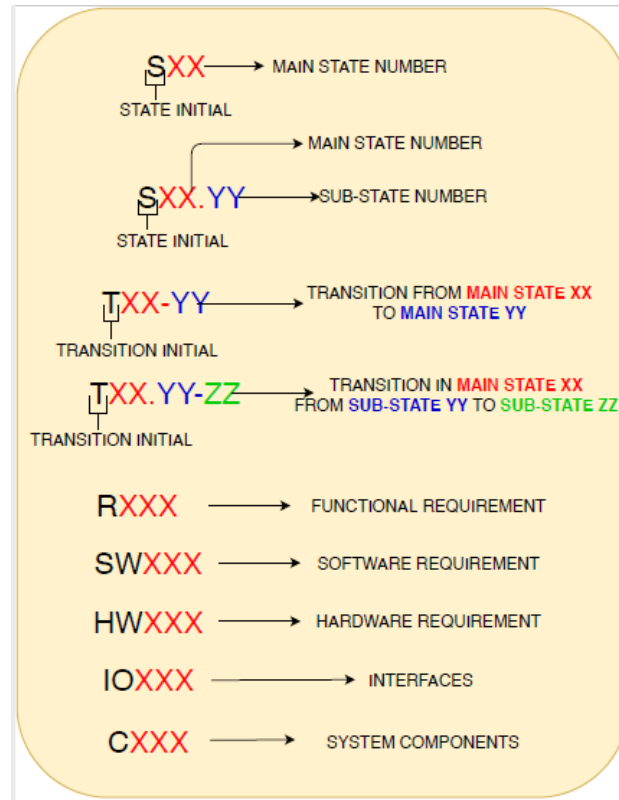 SXX
MAIN STATE NUMBER
STATE INITIAL
MAIN STATE NUMBER
SXX.YY
SUB-STATE NUMBER
STATE INITIAL
TXX-YY
TRANSITION FROM MAIN STATE XX
TO MAIN STATE YY
TRANSITION INITIAL
TXX.YY-ZZ
TRANSITION IN MAIN STATE XX
FROM SUB-STATE YY TO SUB-STATE ZZ
TRANSITION INITIAL
RXXX
FUNCTIONAL REQUIREMENT
SWXXX
SOFTWARE REQUIREMENT
HWXXX
HARDWARE REQUIREMENT
IOXXX
INTERFACES
CXXX
SYSTEM COMPONENTS